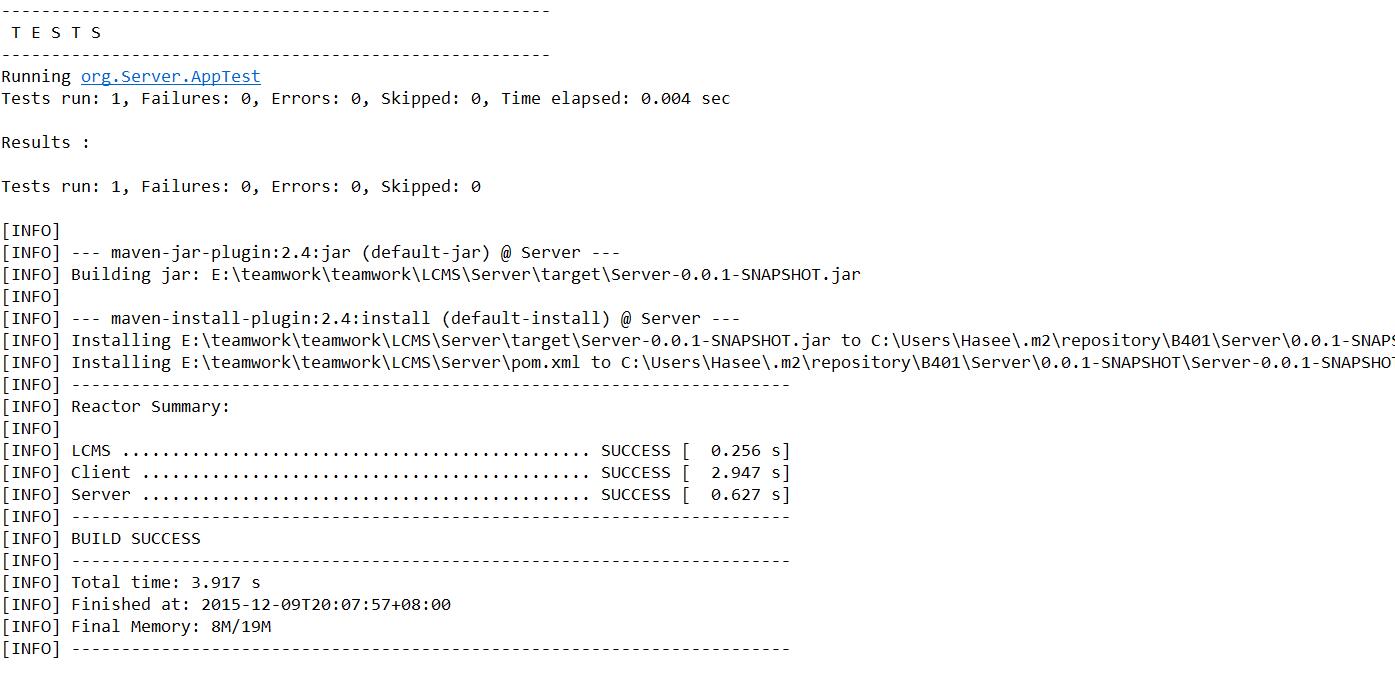 -------------------------------------------------------
 T E S T S
-------------------------------------------------------
Running org.Server.AppTest
Tests run: 1, Failures: 0, Errors: 0, Skipped: 0, Time elapsed: 0.004 sec

Results :

Tests run: 1, Failures: 0, Errors: 0, Skipped: 0

[INFO]
[INFO] --- maven-jar-plugin:2.4:jar (default-jar) @ Server ---
[INFO] Building jar: E:\teamwork\teamwork\LCMS\Server\target\Server-0.0.1-SNAPSHOT.jar
[INFO]
[INFO] --- maven-install-plugin:2.4:install (default-install) @ Server ---
[INFO] Installing E:\teamwork\teamwork\LCMS\Server\target\Server-0.0.1-SNAPSHOT.jar to C:\Users\Hasee\.m2\repository\B401\Server\0.0.1-SNAPS
[INFO] Installing E:\teamwork\teamwork\LCMS\Server\pom.xml to C:\Users\Hasee\.m2\repository\B401\Server\0.0.1-SNAPSHOT\Server-0.0.1-SNAPSHO
[INFO] ------------------------------------------------------------------------
[INFO] Reactor Summary:
[INFO]
[INFO] LCMS ............................................... SUCCESS [  0.256 s]
[INFO] Client ............................................. SUCCESS [  2.947 s]
[INFO] Server ............................................. SUCCESS [  0.627 s]
[INFO] ------------------------------------------------------------------------
[INFO] BUILD SUCCESS
[INFO] ------------------------------------------------------------------------
[INFO] Total time: 3.917 s
[INFO] Finished at: 2015-12-09T20:07:57+08:00
[INFO] Final Memory: 8M/19M
[INFO] ------------------------------------------------------------------------